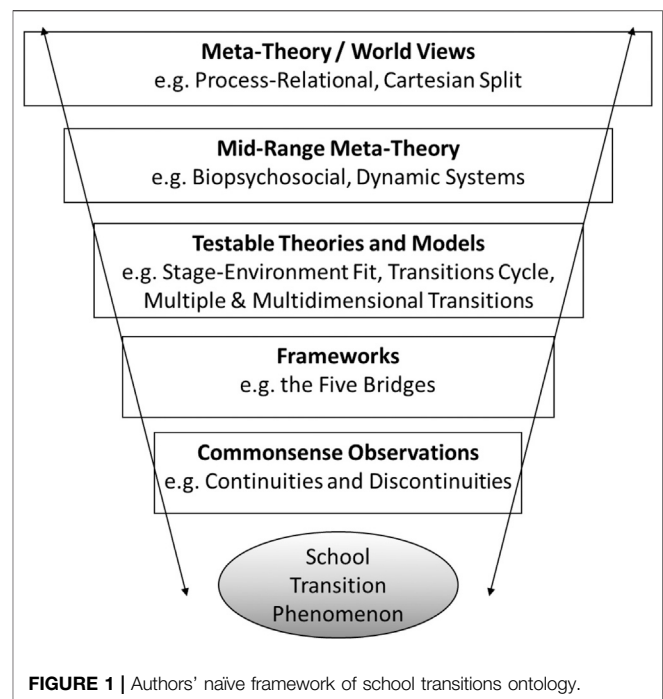 Meta-Theory / World Views
e.g. Process-Relational, Cartesian Split
Mid-Range Meta-Theory
e.g. Biopsychosocial, Dynamic Systems
Testable Theories and Models
e.g. Stage-Environment Fit, Transitions Cycle,
Multiple & Multidimensional Transitions
Frameworks
e.g. the Five Bridges
Commonsense Observations
e.g. Continuities and Discontinuities
School
Transition
Phenomenon
FIGURE 1 | Authors' naïve framework of school transitions ontology.